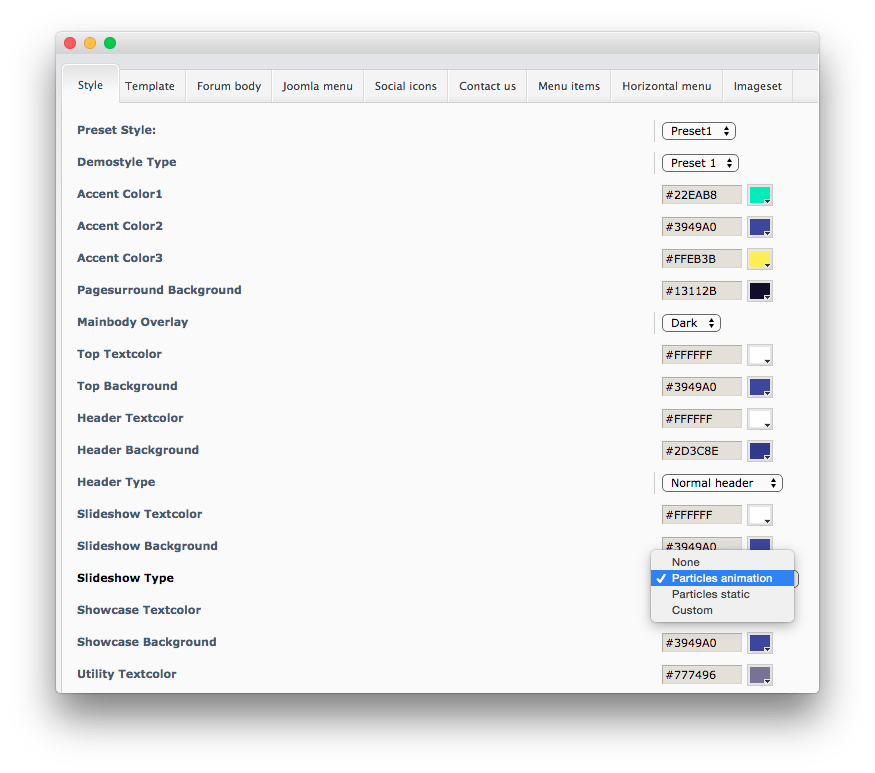 Style Template Forum body Joomla menu Social icons Contact us Menu items Horizontal menu Imageset
Preset Style: Preset1
Demostyle Type Preset 1
Accent Color1 #22EAB8
Accent Color2 #3949A0
Accent Color3 #FFEB3B
Pagesurround Background #13112B
Mainbody Overlay Dark
Top Textcolor #FFFFFF
Top Background #3949A0
Header Textcolor #FFFFFF
Header Background #2D3C8E
Header Type Normal header
Slideshow Textcolor #FFFFFF
Slideshow Background #3949A0
None
Slideshow Type Particles animation
Particles static
Showcase Textcolor Custom
Showcase Background #3949A0
Utility Textcolor #777496